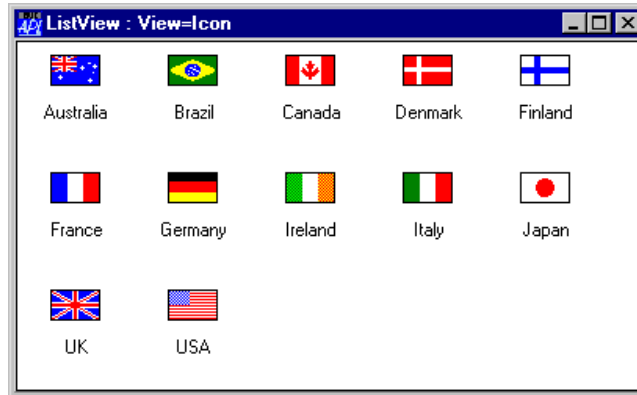 ListView : View=Icon
Australia Brazil Canada Denmark Finland
France Germany Ireland Italy Japan
UK USA